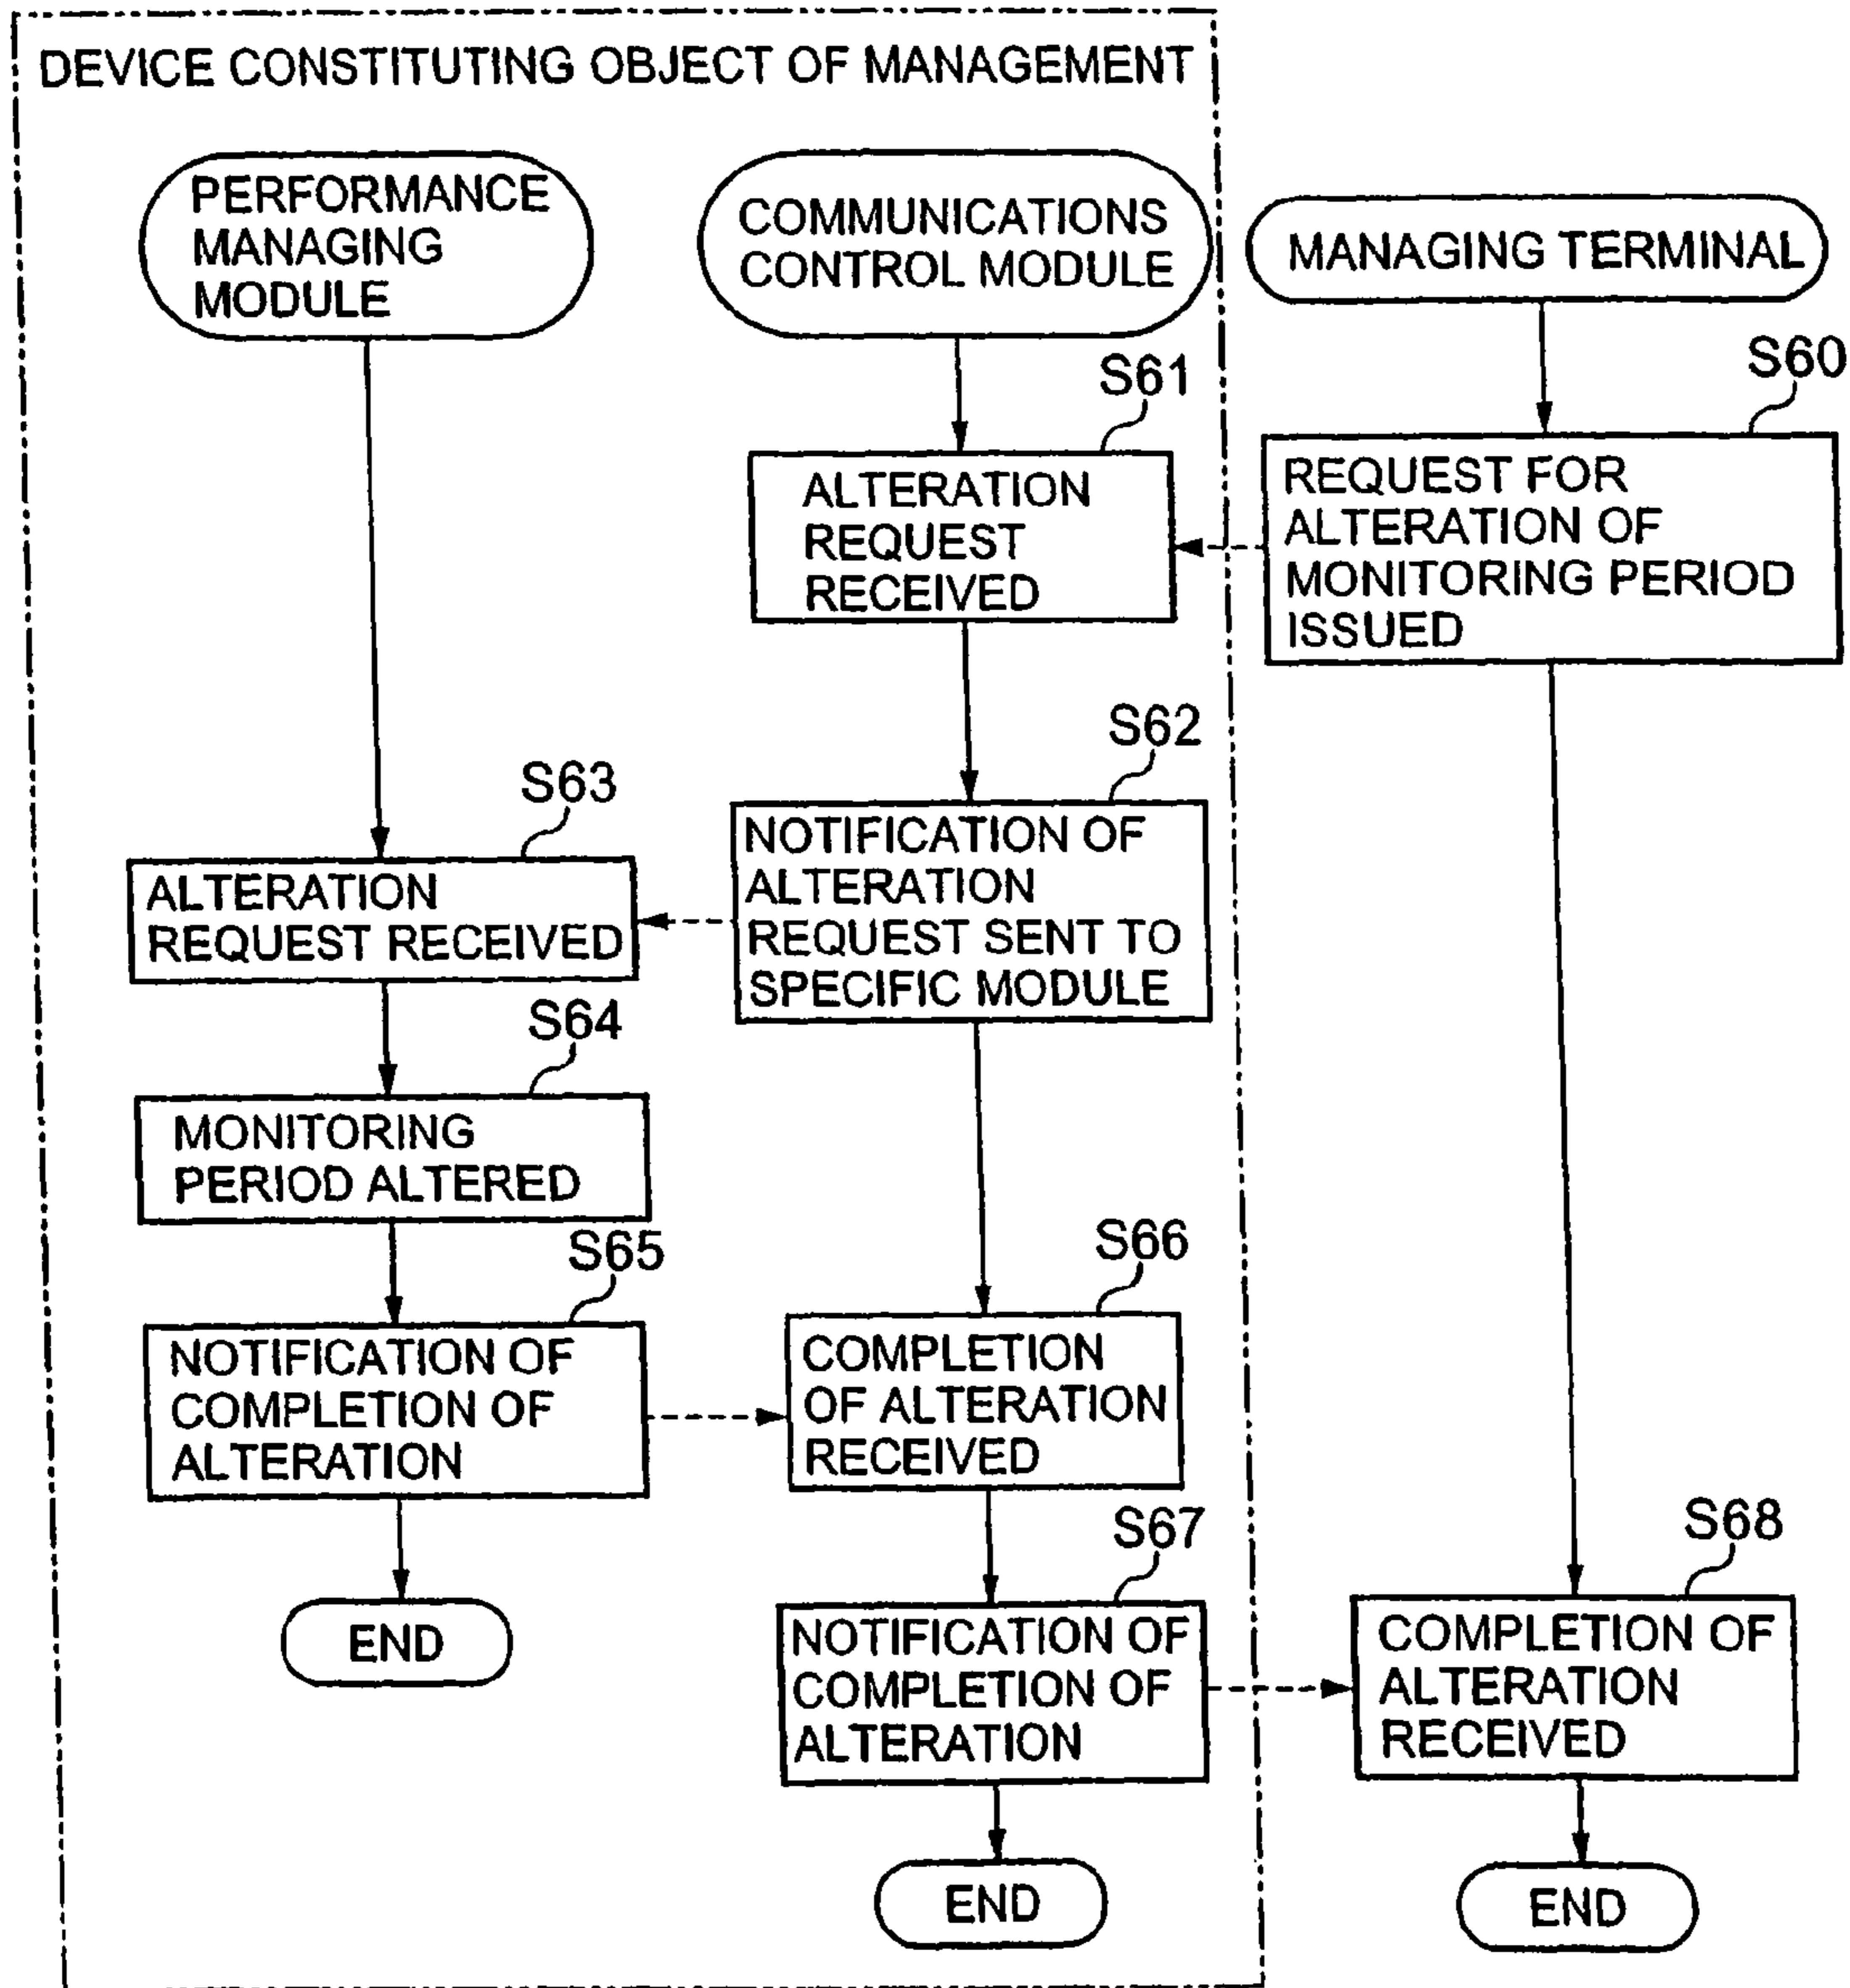 DEVICE CONSTITUTING OBJECT OF MANAGEMENT
PERFORMANCE
MANAGING
MODULE
COMMUNICATIONS
CONTROL MODULE
MANAGING TERMINAL
S60
REQUEST FOR
ALTERATION OF
MONITORING PERIOD
ISSUED
S61
ALTERATION
REQUEST
RECEIVED
S62
NOTIFICATION OF
ALTERATION
REQUEST SENT TO
SPECIFIC MODULE
S63
ALTERATION
REQUEST RECEIVED
S64
MONITORING
PERIOD ALTERED
S65
NOTIFICATION OF
COMPLETION OF
ALTERATION
S66
COMPLETION
OF ALTERATION
RECEIVED
S67
NOTIFICATION OF
COMPLETION OF
ALTERATION
S68
COMPLETION OF
ALTERATION
RECEIVED
END
END
END